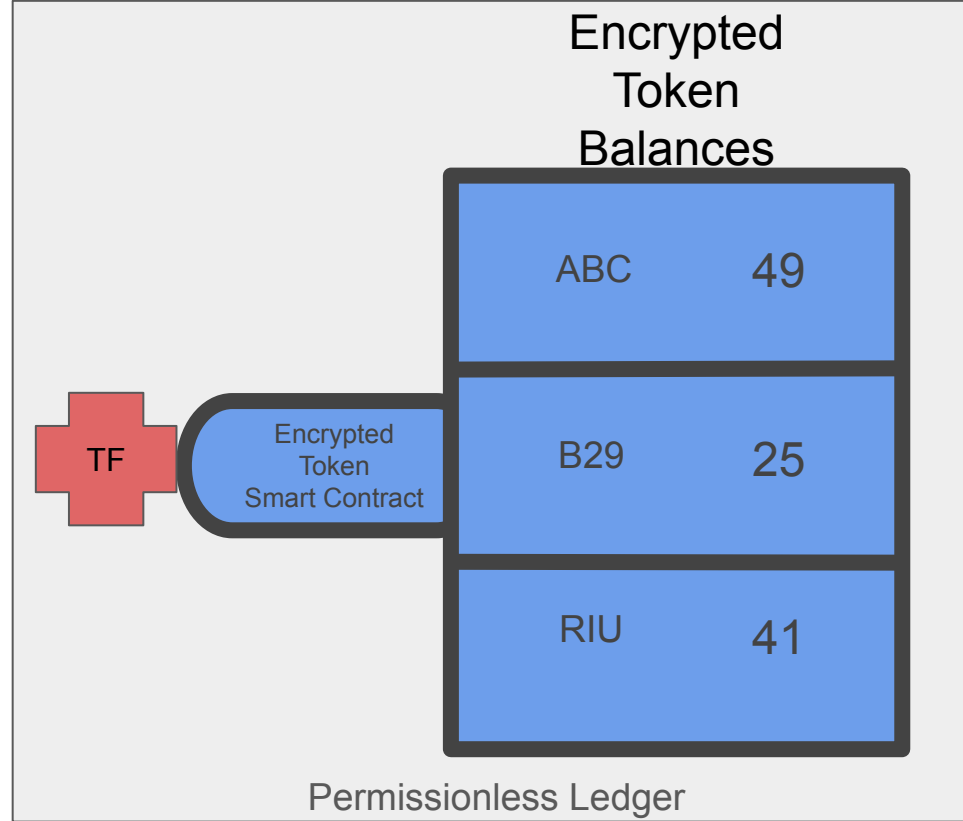 Encrypted
Token
Balances
ABC 49
TF
Encrypted
Token
Smart Contract
B29 25
RIU 41
Permissionless Ledger